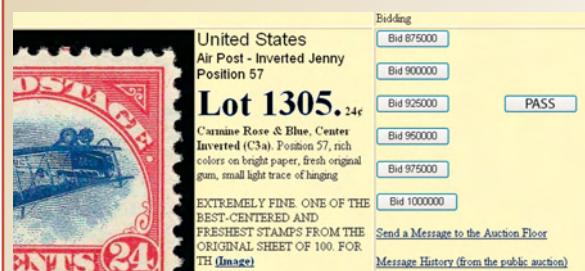 POSTAGE
CENTS 24
United States
Air Post - Inverted Jenny
Position 57
Lot 1305. 24¢
Carmine Rose & Blue, Center
Inverted (C3a). Position 57, rich
colors on bright paper, fresh original
gum, small light trace of hinging
EXTREMELY FINE. ONE OF THE
BEST-CENTERED AND
FRESHEST STAMPS FROM THE
ORIGINAL SHEET OF 100. FOR
TH (Image)
Bidding
Bid 875000
Bid 900000
Bid 925000
PASS
Bid 950000
Bid 975000
Bid 1000000
Send a Message to the Auction Floor
Message History (from the public auction)